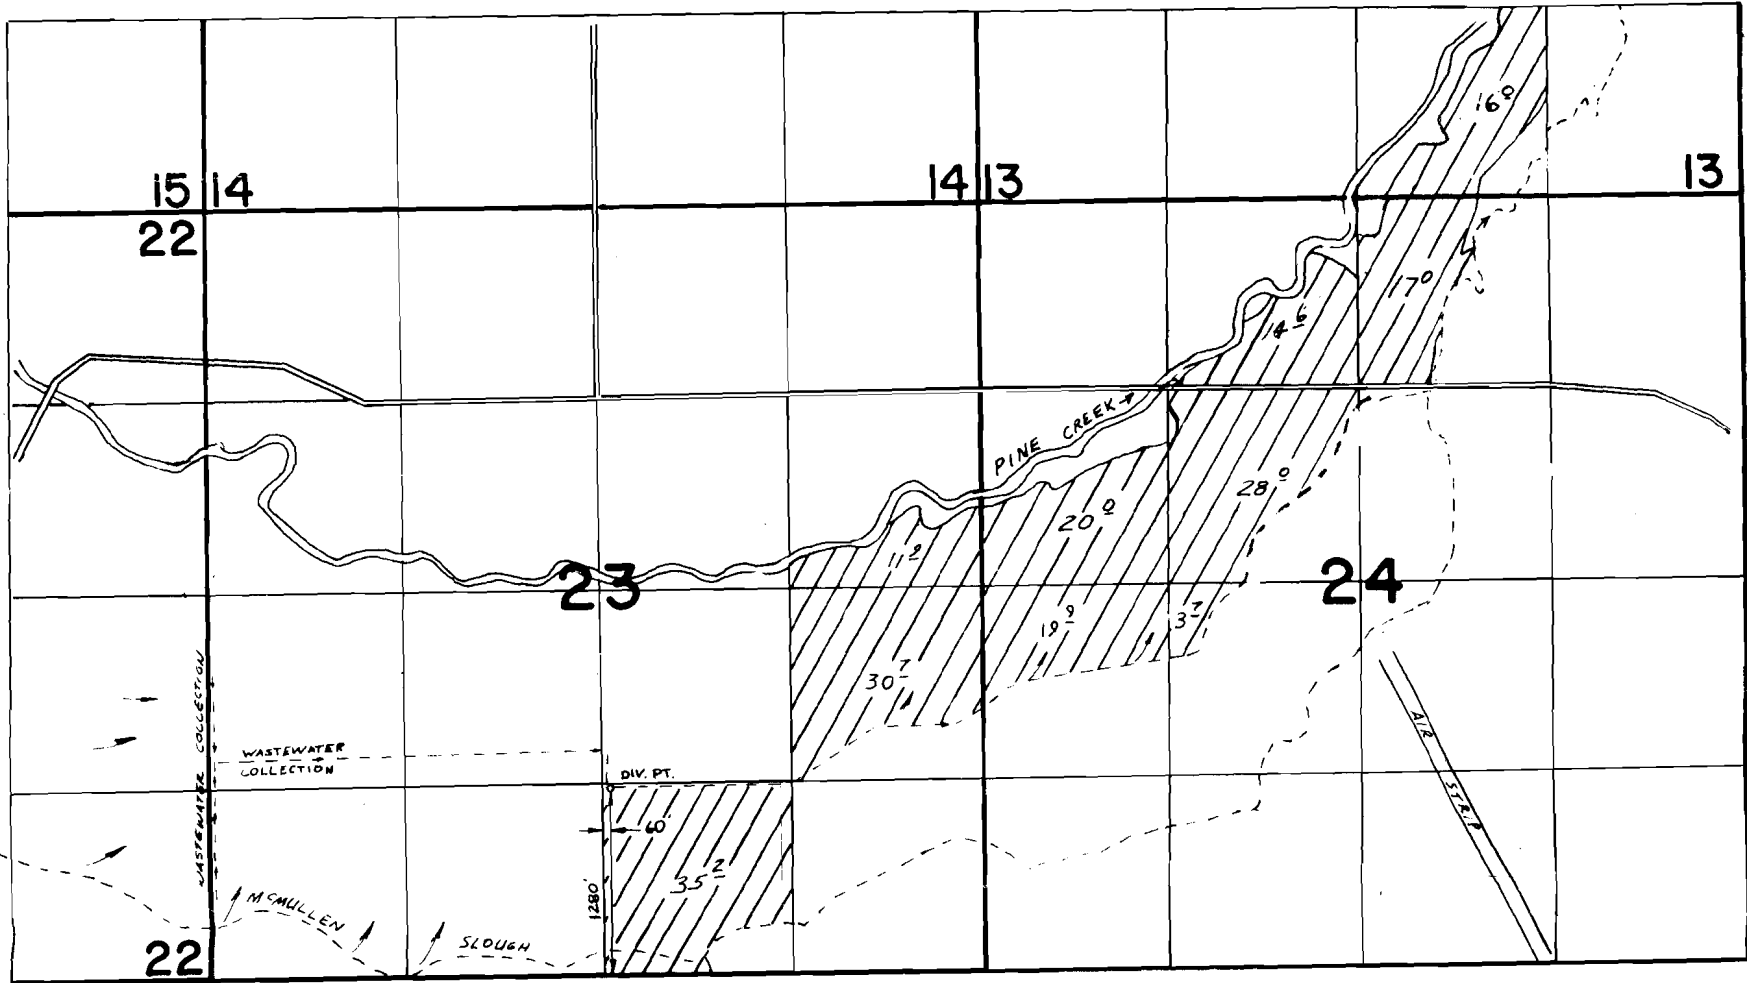 16 0
15 14
14 13
13
22
17 0
14 6
PINE CREEK
28 0
20 0
23
24
19 9
3 7
30 7
WASTEWATER COLLECTION
WASTEWATER
COLLECTION
DIV. PT.
AIR STRIP
60'
35 2
1280'
MCMULLEN
SLOUGH
22